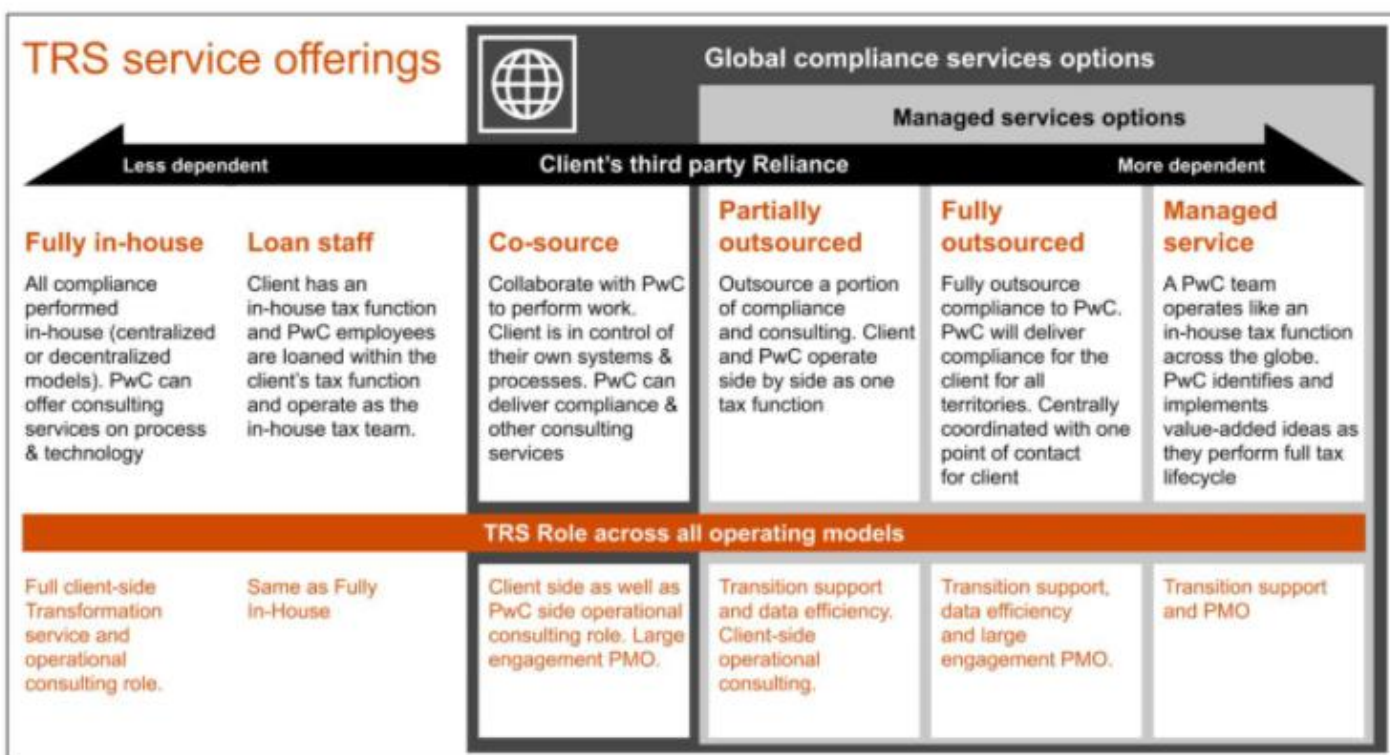 TRS service offerings
Global compliance services options
Managed services options
Less dependent
Client's third party Reliance
More dependent
Fully in-house
All compliance
performed
in-house (centralized
or decentralized
models). PwC can
offer consulting
services on process
& technology
Loan staff
Client has an
in-house tax function
and PwC employees
are loaned within the
client's tax function
and operate as the
in-house tax team.
Co-source
Collaborate with PwC
to perform work.
Client is in control of
their own systems &
processes. PwC can
deliver compliance &
other consulting
services
Partially
outsourced
Outsource a portion
of compliance
and consulting. Client
and PwC operate
side by side as one
tax function
Fully
outsourced
Fully outsource
compliance to PwC.
PwC will deliver
compliance for the
client for all
territories. Centrally
coordinated with one
point of contact
for client
Managed
service
A PwC team
operates like an
in-house tax function
across the globe.
PwC identifies and
implements
value-added ideas as
they perform full tax
lifecycle
TRS Role across all operating models
Full client-side
Transformation
service and
operational
consulting role.
Same as Fully
In-House
Client side as well as
PwC side operational
consulting role. Large
engagement PMO.
Transition support
and data efficiency.
Client-side
operational
consulting.
Transition support,
data efficiency
and large
engagement PMO.
Transition support
and PMO